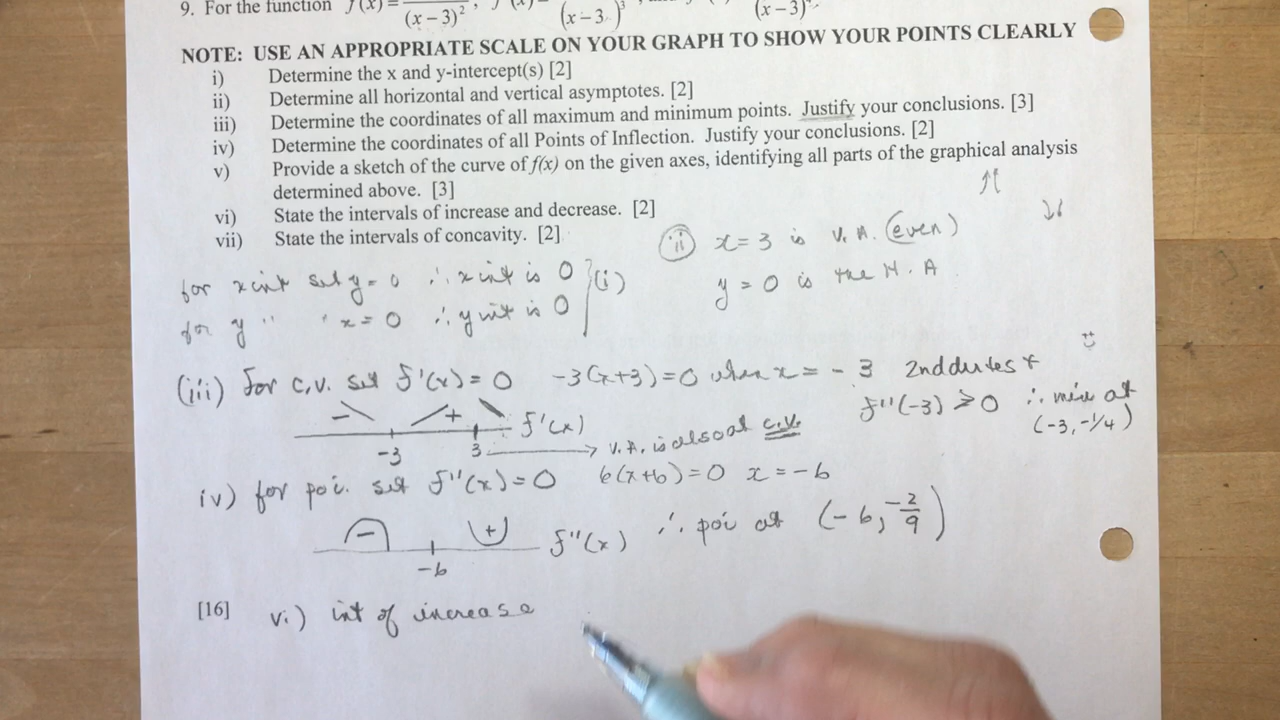 9. For the function f(x)= (x−3)² , (x−3 )³ (x−3)⁴
NOTE: USE AN APPROPRIATE SCALE ON YOUR GRAPH TO SHOW YOUR POINTS CLEARLY
i) Determine the x and y-intercept(s) [2]
ii) Determine all horizontal and vertical asymptotes. [2]
iii) Determine the coordinates of all maximum and minimum points. Justify your conclusions. [3]
iv) Determine the coordinates of all Points of Inflection. Justify your conclusions. [2]
v) Provide a sketch of the curve of f(x) on the given axes, identifying all parts of the graphical analysis
determined above. [3]
vi) State the intervals of increase and decrease. [2]
vii) State the intervals of concavity. [2]
(ii) x = 3 is V.A. (even)
y = 0 is the H.A
for x int set y = 0 ∴ x int is 0 } (i)
for y " " x = 0 ∴ y int is 0
(iii) for c.v. set f'(x) = 0 −3(x+3) = 0 when x = −3 2nd du test
f''(−3) > 0 ∴ min at
(−3, −1/4)
− + f'(x)
−3 3 → V.A. is also at c.v.
iv) for poi. set f''(x) = 0 6(x+6) = 0 x = −6
− + f''(x) ∴ poi at (−6, −2/9)
−6
[16] vi.) int of increase